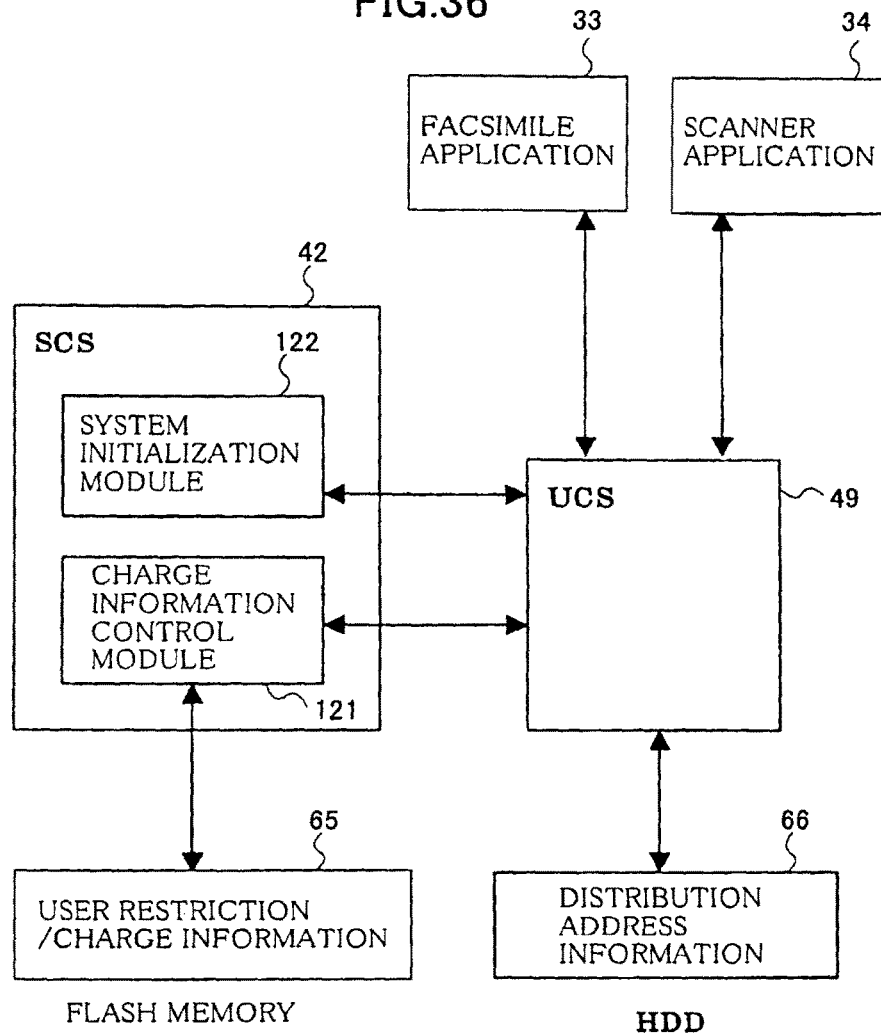 FIG.36
33
34
FACSIMILE
APPLICATION
SCANNER
APPLICATION
42
SCS
122
SYSTEM
INITIALIZATION
MODULE
UCS
49
CHARGE
INFORMATION
CONTROL
MODULE
121
65
66
USER RESTRICTION
/CHARGE INFORMATION
DISTRIBUTION
ADDRESS
INFORMATION
FLASH MEMORY
HDD